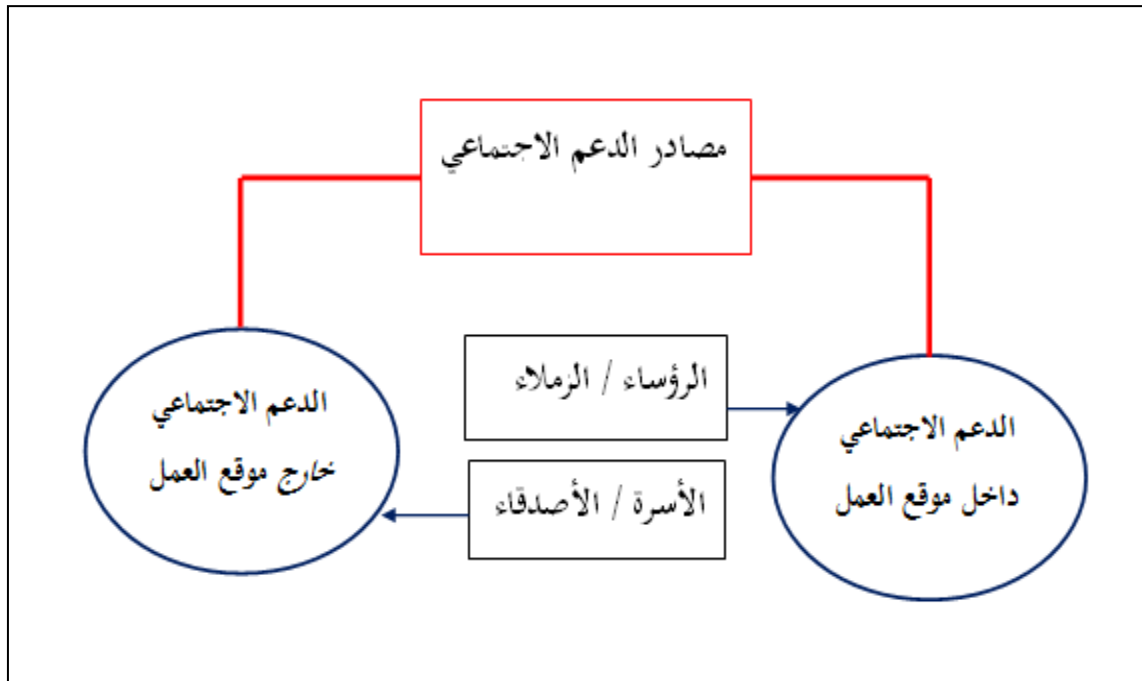 مصادر الدعم الاجتماعي
الرؤساء / الزملاء
الدعم الاجتماعي
داخل موقع العمل
الدعم الاجتماعي
خارج موقع العمل
الأسرة / الأصدقاء